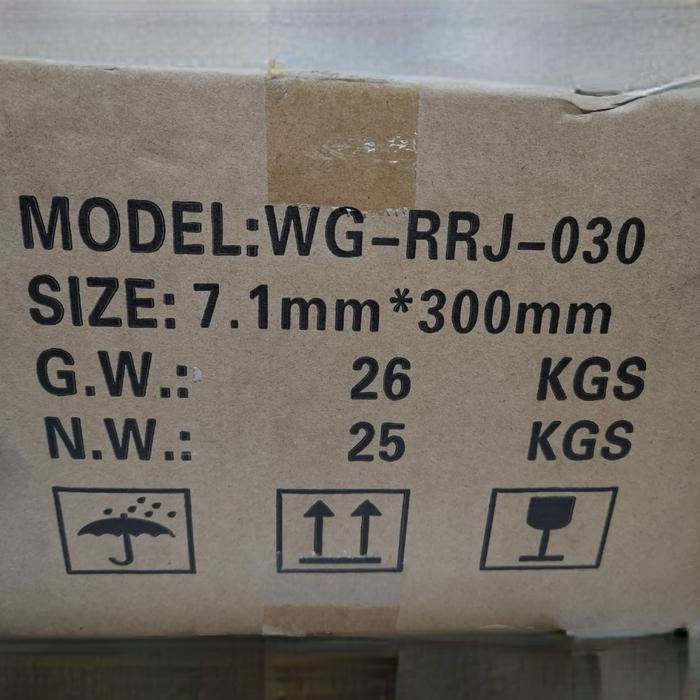 MODEL:WG-RRJ-030
SIZE: 7.1mm*300mm
G.W.: 26 KGS
N.W.: 25 KGS